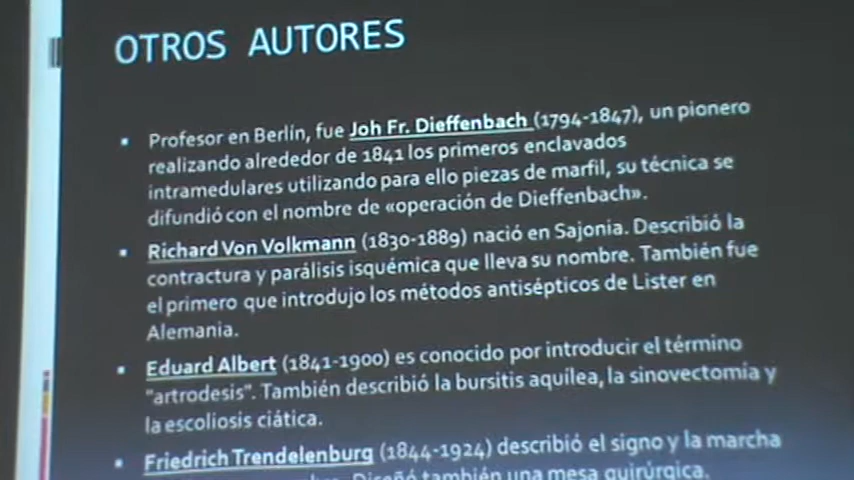 OTROS AUTORES
▪ Profesor en Berlín, fue Joh Fr. Dieffenbach (1794-1847), un pionero
realizando alrededor de 1841 los primeros enclavados
intramedulares utilizando para ello piezas de marfil, su técnica se
difundió con el nombre de «operación de Dieffenbach».
▪ Richard Von Volkmann (1830-1889) nació en Sajonia. Describió la
contractura y parálisis isquémica que lleva su nombre. También fue
el primero que introdujo los métodos antisépticos de Lister en
Alemania.
▪ Eduard Albert (1841-1900) es conocido por introducir el término
"artrodesis". También describió la bursitis aquílea, la sinovectomía y
la escoliosis ciática.
▪ Friedrich Trendelenburg (1844-1924) describió el signo y la marcha
Diseñó también una mesa quirúrgica.